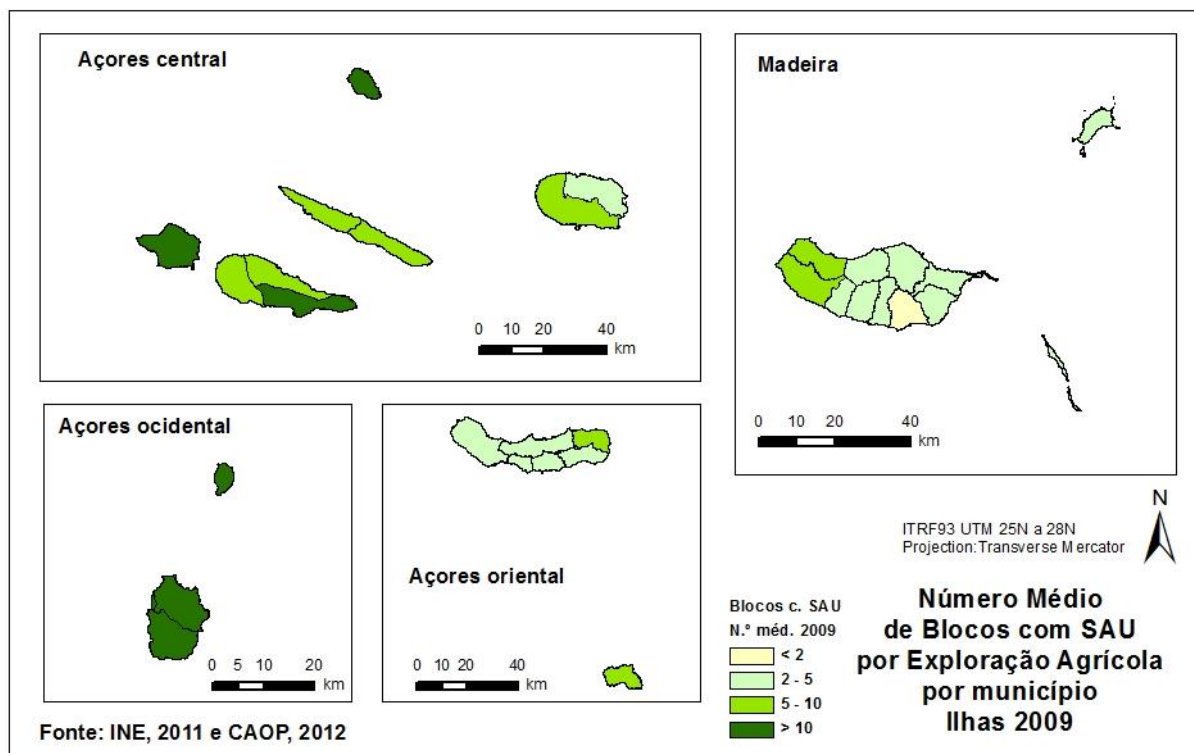 Açores central
0 10 20 40
km
Madeira
0 10 20 40
km
Açores ocidental
0 5 10 20
km
Açores oriental
0 10 20 40
km
N
ITRF93 UTM 25N a 28N
Projection:Transverse Mercator
Blocos c. SAU
N.º méd. 2009
< 2
2 - 5
5 - 10
> 10
Número Médio
de Blocos com SAU
por Exploração Agrícola
por município
Ilhas 2009
Fonte: INE, 2011 e CAOP, 2012